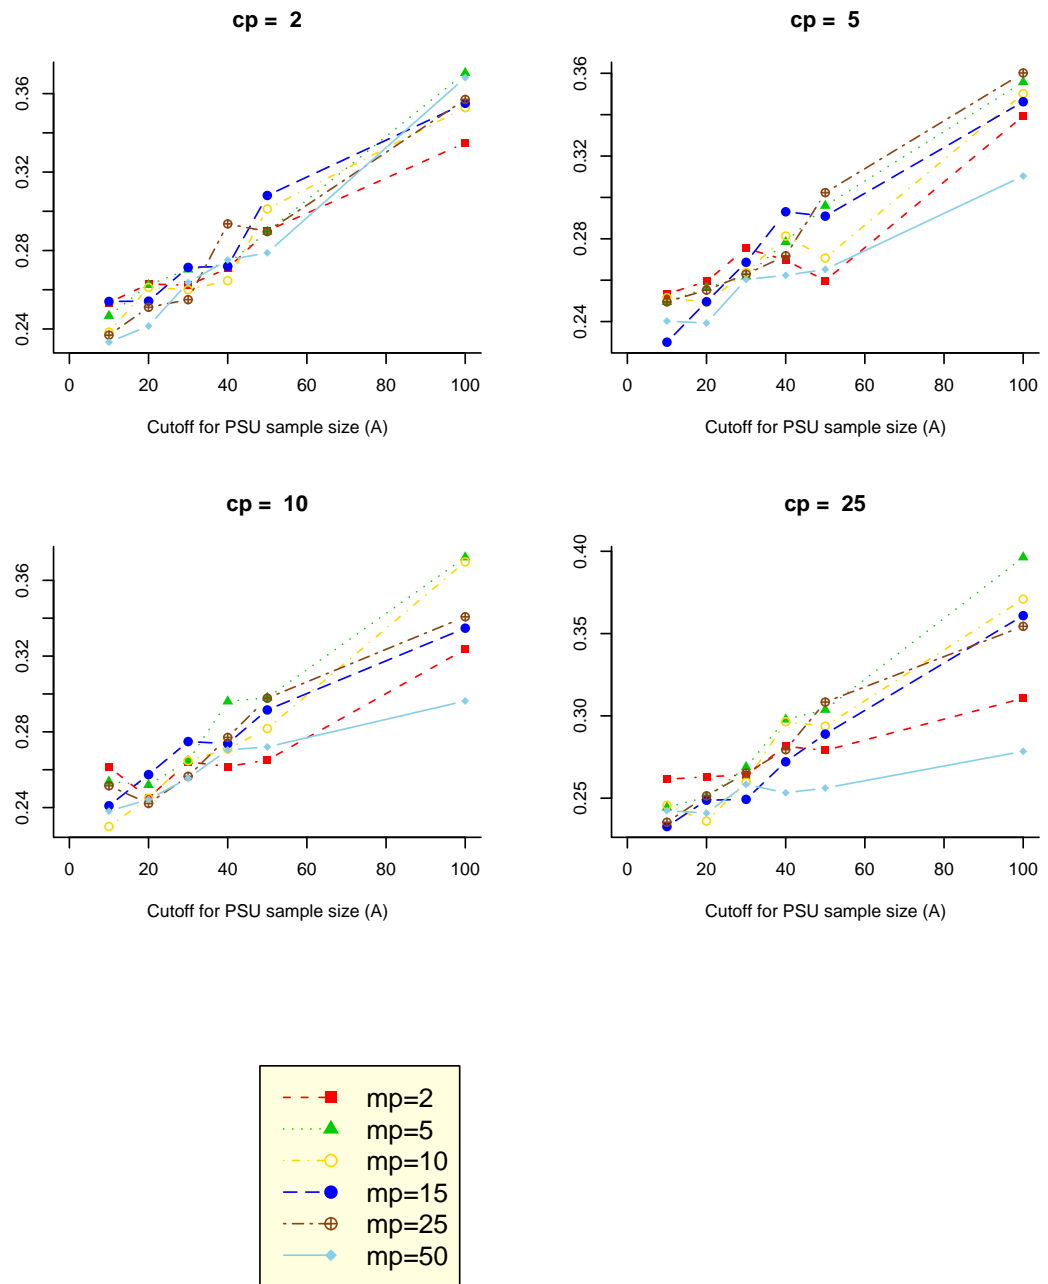 cp = 2
0.24 0.28 0.32 0.36
0 20 40 60 80 100
Cutoff for PSU sample size (A)
cp = 5
0.24 0.28 0.32 0.36
0 20 40 60 80 100
Cutoff for PSU sample size (A)
cp = 10
0.24 0.28 0.32 0.36
0 20 40 60 80 100
Cutoff for PSU sample size (A)
cp = 25
0.25 0.30 0.35 0.40
0 20 40 60 80 100
Cutoff for PSU sample size (A)
mp=2
mp=5
mp=10
mp=15
mp=25
mp=50